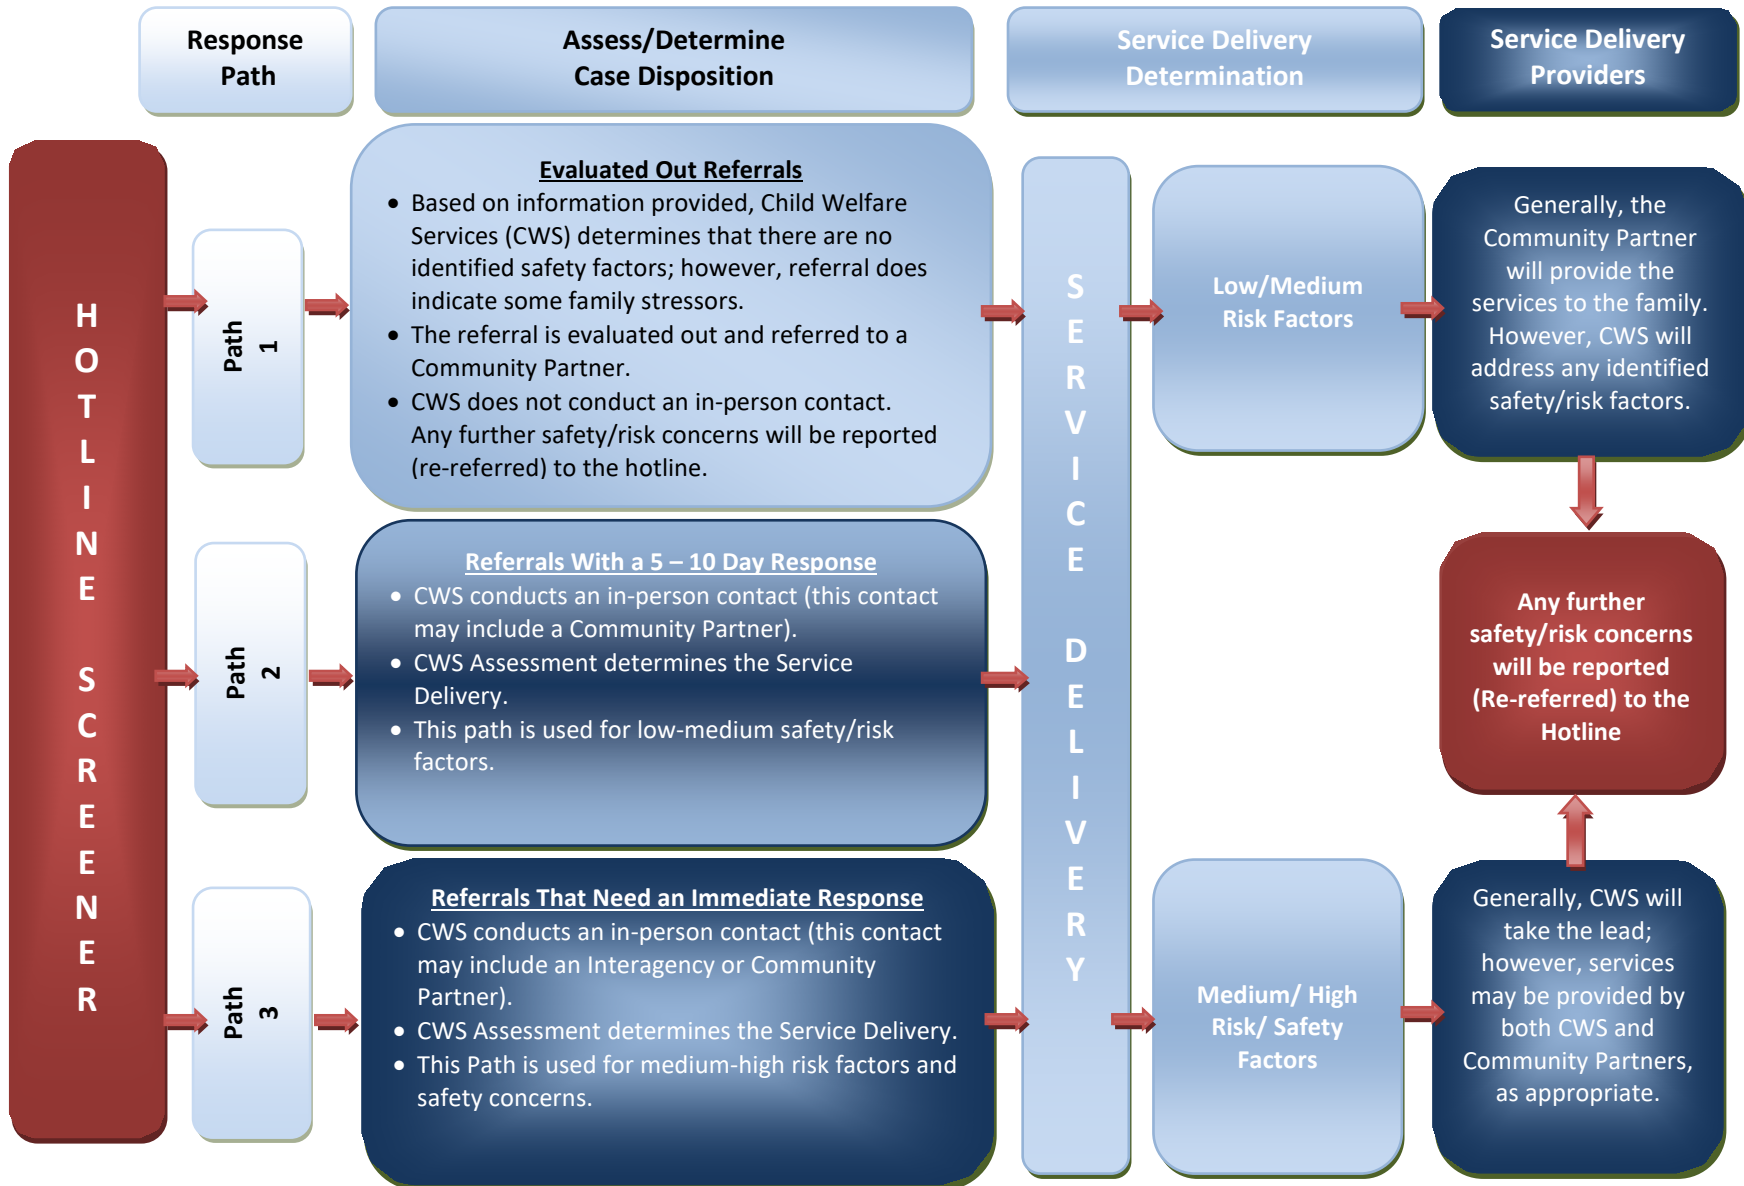 Response
Path
Assess/Determine
Case Disposition
Service Delivery
Determination
Service Delivery
Providers
HOTLINE SCREENER
Path
1
Evaluated Out Referrals
• Based on information provided, Child Welfare
Services (CWS) determines that there are no
identified safety factors; however, referral does
indicate some family stressors.
• The referral is evaluated out and referred to a
Community Partner.
• CWS does not conduct an in-person contact.
Any further safety/risk concerns will be reported
(re-referred) to the hotline.
Path
2
Referrals With a 5 – 10 Day Response
• CWS conducts an in-person contact (this contact
may include a Community Partner).
• CWS Assessment determines the Service
Delivery.
• This path is used for low-medium safety/risk
factors.
Path
3
Referrals That Need an Immediate Response
• CWS conducts an in-person contact (this contact
may include an Interagency or Community
Partner).
• CWS Assessment determines the Service Delivery.
• This Path is used for medium-high risk factors and
safety concerns.
SERVICE DELIVERY
Low/Medium
Risk Factors
Generally, the
Community Partner
will provide the
services to the family.
However, CWS will
address any identified
safety/risk factors.
Any further
safety/risk concerns
will be reported
(Re-referred) to the
Hotline
Medium/ High
Risk/ Safety
Factors
Generally, CWS will
take the lead;
however, services
may be provided by
both CWS and
Community Partners,
as appropriate.